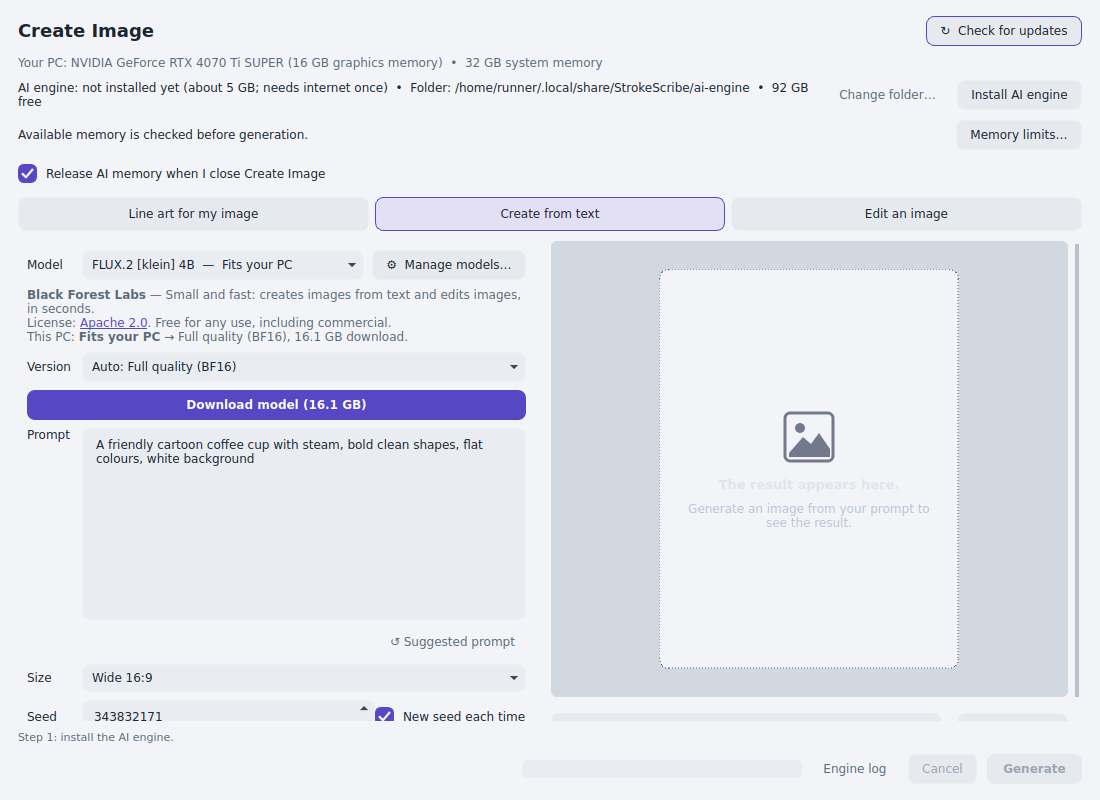 Create Image
↻ Check for updates
Your PC: NVIDIA GeForce RTX 4070 Ti SUPER (16 GB graphics memory) • 32 GB system memory
AI engine: not installed yet (about 5 GB; needs internet once) • Folder: /home/runner/.local/share/StrokeScribe/ai-engine • 92 GB
free
Change folder...
Install AI engine
Available memory is checked before generation.
Memory limits...
Release AI memory when I close Create Image
Line art for my image
Create from text
Edit an image
Model
FLUX.2 [klein] 4B — Fits your PC
⚙ Manage models...
Black Forest Labs — Small and fast: creates images from text and edits images,
in seconds.
License: Apache 2.0. Free for any use, including commercial.
This PC: Fits your PC → Full quality (BF16), 16.1 GB download.
Version
Auto: Full quality (BF16)
Download model (16.1 GB)
Prompt
A friendly cartoon coffee cup with steam, bold clean shapes, flat
colours, white background
↺ Suggested prompt
Size
Wide 16:9
Seed
343832171
New seed each time
The result appears here.
Generate an image from your prompt to
see the result.
Step 1: install the AI engine.
Engine log
Cancel
Generate